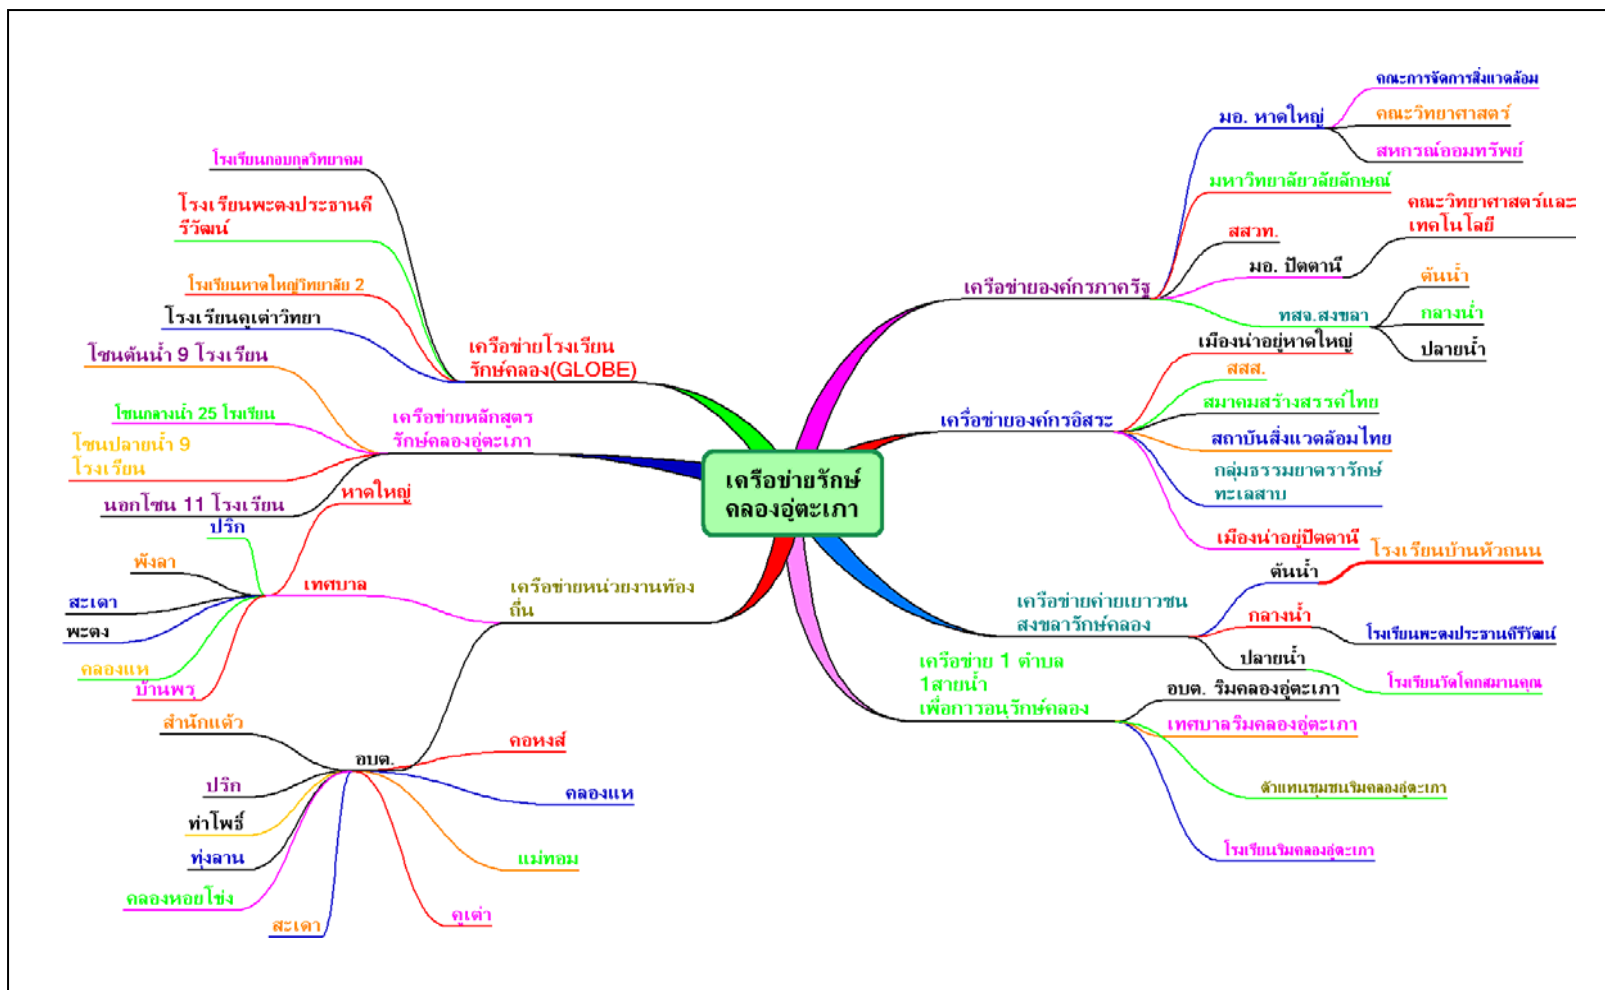 เครือข่ายรักษ์
คลองอู่ตะเภา
เครือข่ายองค์กรภาครัฐ
มอ. หาดใหญ่
คณะการจัดการสิ่งแวดล้อม
คณะวิทยาศาสตร์
สหกรณ์ออมทรัพย์
มหาวิทยาลัยวลัยลักษณ์
สสวท.
มอ. ปัตตานี
คณะวิทยาศาสตร์และ
เทคโนโลยี
ทสจ.สงขลา
ต้นน้ำ
กลางน้ำ
ปลายน้ำ
เครื่อข่ายองค์กรอิสระ
เมืองน่าอยู่หาดใหญ่
สสส.
สมาคมสร้างสรรค์ไทย
สถาบันสิ่งแวดล้อมไทย
กลุ่มธรรมยาตรารักษ์
ทะเลสาบ
เมืองน่าอยู่ปัตตานี
เครือข่ายค่ายเยาวชน
สงขลารักษ์คลอง
ต้นน้ำ
โรงเรียนบ้านหัวถนน
กลางน้ำ
โรงเรียนพะตงประธานคีรีวัฒน์
ปลายน้ำ
โรงเรียนวัดโคกสมานคุณ
เครือข่าย 1 ตำบล
1สายน้ำ
เพื่อการอนุรักษ์คลอง
อบต. ริมคลองอู่ตะเภา
เทศบาลริมคลองอู่ตะเภา
ตัวแทนชุมชนริมคลองอู่ตะเภา
โรงเรียนริมคลองอู่ตะเภา
เครือข่ายโรงเรียน
รักษ์คลอง(GLOBE)
โรงเรียนกอบกุลวิทยาคม
โรงเรียนพะตงประธานคี
รีวัฒน์
โรงเรียนหาดใหญ่วิทยาลัย 2
โรงเรียนคูเต่าวิทยา
เครือข่ายหลักสูตร
รักษ์คลองอู่ตะเภา
โซนต้นน้ำ 9 โรงเรียน
โซนกลางน้ำ 25 โรงเรียน
โซนปลายน้ำ 9
โรงเรียน
นอกโซน 11 โรงเรียน
เครือข่ายหน่วยงานท้อง
ถิ่น
เทศบาล
หาดใหญ่
ปริก
พังลา
สะเดา
พะตง
คลองแห
บ้านพรุ
อบต.
สำนักแต้ว
ปริก
ท่าโพธิ์
ทุ่งลาน
คลองหอยโข่ง
สะเดา
คอหงส์
คลองแห
แม่ทอม
คูเต่า